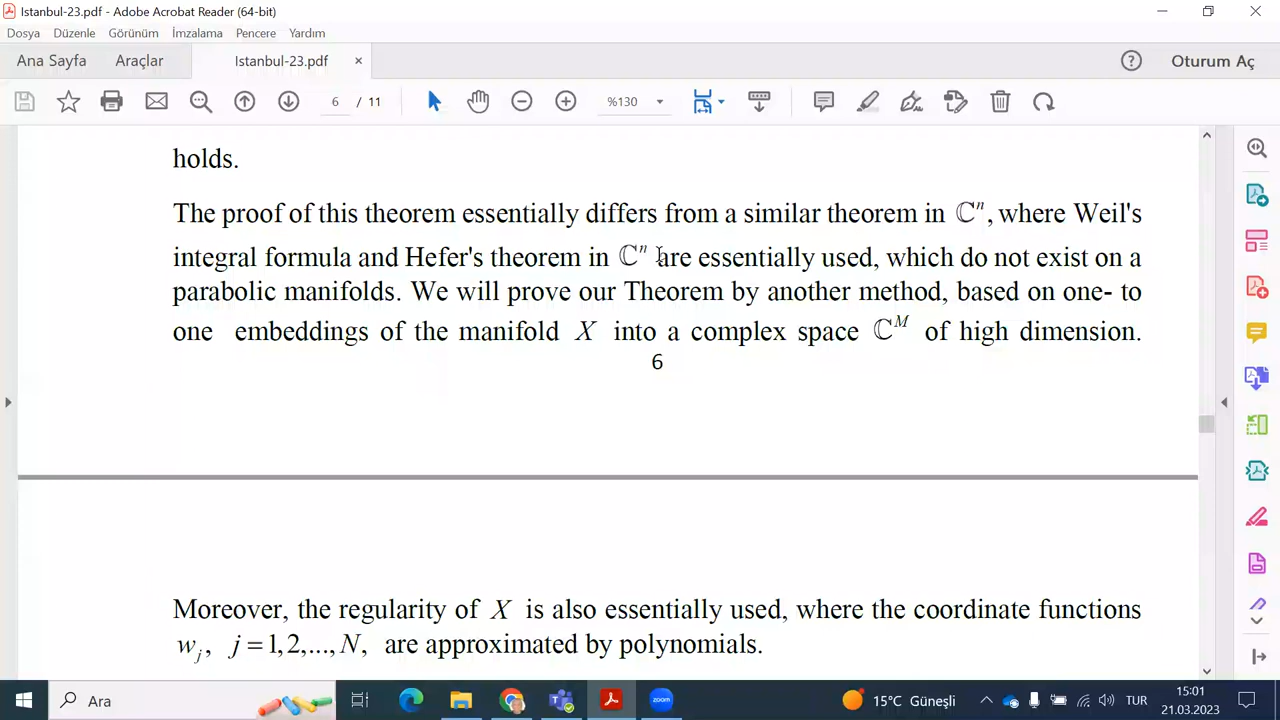 Istanbul-23.pdf - Adobe Acrobat Reader (64-bit)
Dosya Düzenle Görünüm İmzalama Pencere Yardım
Ana Sayfa Araçlar Istanbul-23.pdf × ? Oturum Aç
6 / 11 %130
holds.
The proof of this theorem essentially differs from a similar theorem in ℂⁿ, where Weil's
integral formula and Hefer's theorem in ℂⁿ are essentially used, which do not exist on a
parabolic manifolds. We will prove our Theorem by another method, based on one- to
one embeddings of the manifold X into a complex space ℂᴹ of high dimension.
6
Moreover, the regularity of X is also essentially used, where the coordinate functions
wⱼ, j = 1, 2, ..., N, are approximated by polynomials.
Ara zoom 15°C Güneşli TUR 15:01
21.03.2023